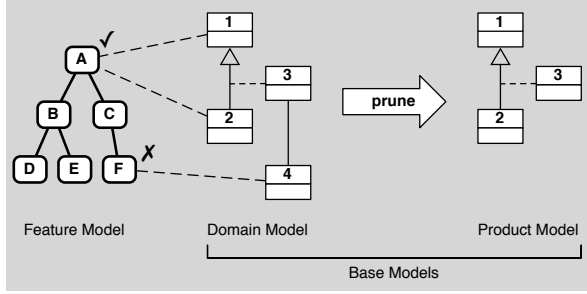 1
A
3
B
C
2
prune
D
E
F
4
1
3
2
Feature Model
Domain Model
Product Model
Base Models